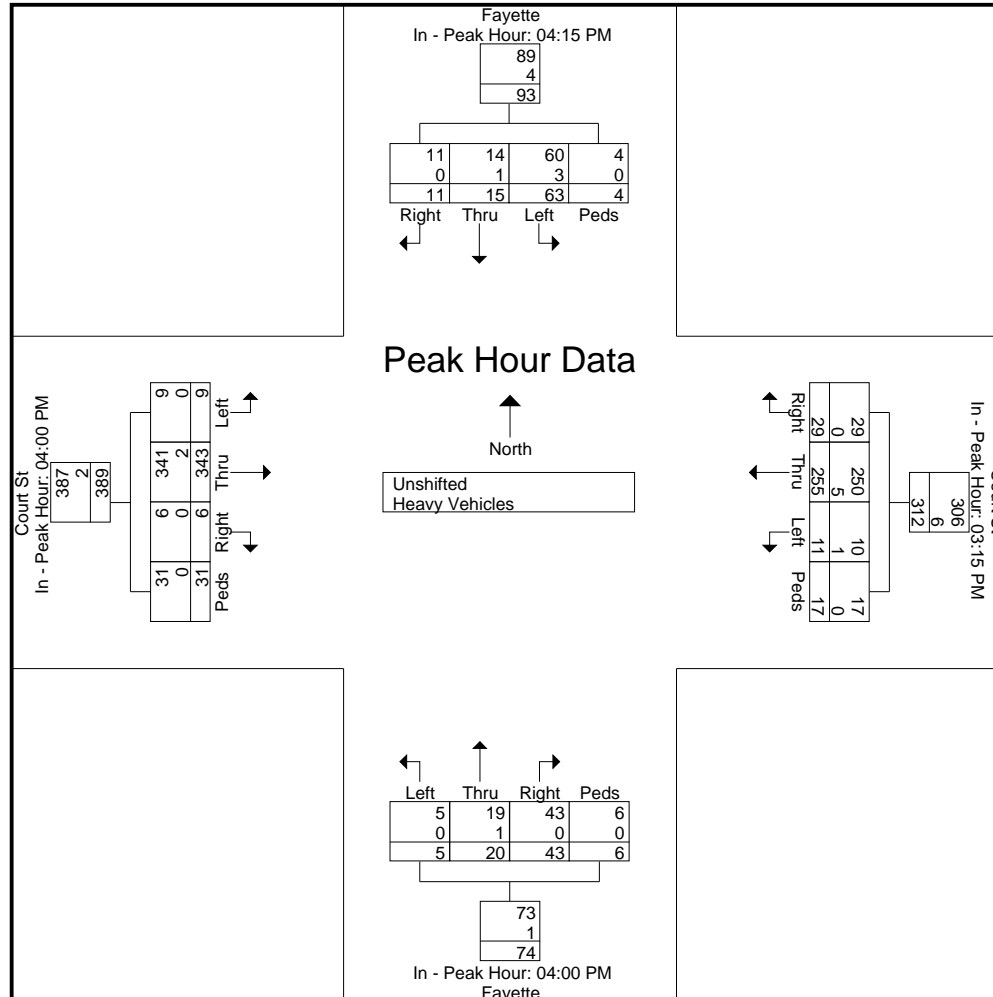 Fayette
In - Peak Hour: 04:15 PM
89
4
93
11 14 60 4
0 1 3 0
11 15 63 4
Right Thru Left Peds
Peak Hour Data
North
Unshifted
Heavy Vehicles
Court St
In - Peak Hour: 04:00 PM
387
2
389
9 341 6 31
0 2 0 0
9 343 6 31
Left Thru Right Peds
In - Peak Hour: 03:15 PM
306
6
312
29 250 10 17
0 5 1 0
29 255 11 17
Right Thru Left Peds
Left Thru Right Peds
5 19 43 6
0 1 0 0
5 20 43 6
73
1
74
In - Peak Hour: 04:00 PM
Fayette